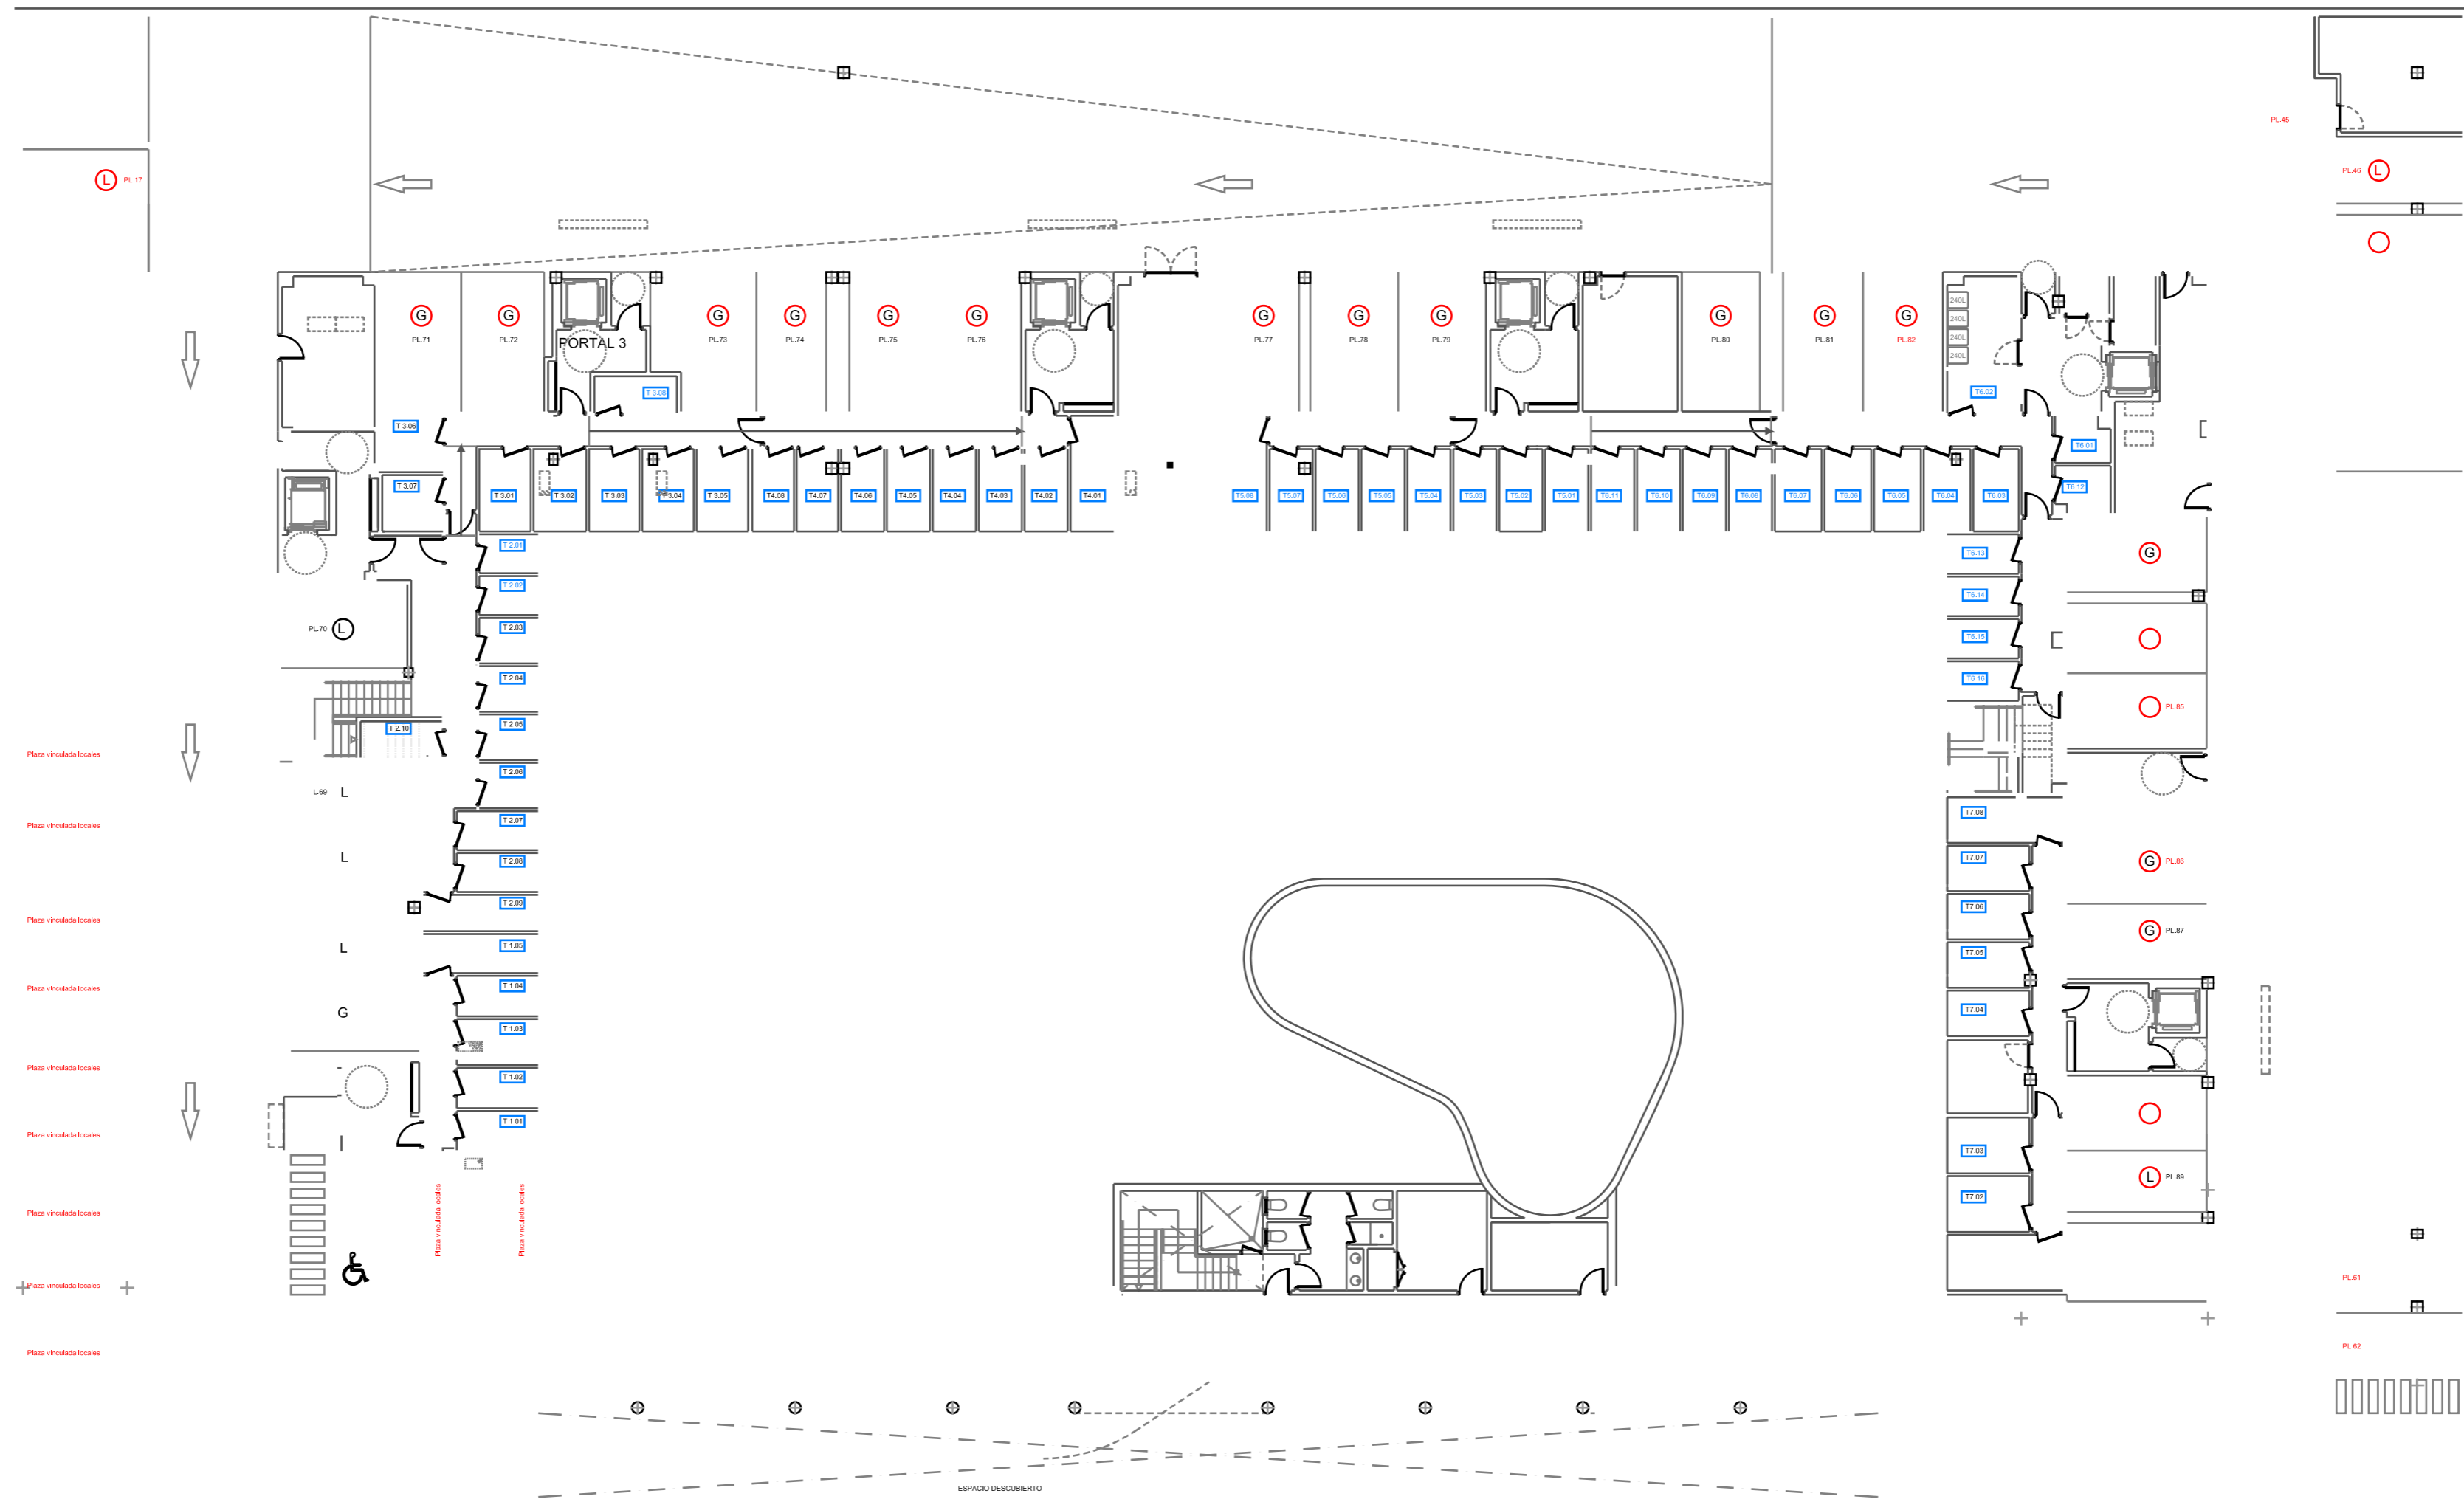 PL.45
L PL.17
PL.46 L
G G G G G G G G G G G G
PL.71 PL.72 PL.73 PL.74 PL.75 PL.76 PL.77 PL.78 PL.79 PL.80 PL.81 PL.82
PORTAL 3
240L
240L
240L
240L
T 3.08
T6.02
T 3.06
T6.01
T 3.07
T6.12
T 3.01 T 3.02 T 3.03 T 3.04 T 3.05 T4.08 T4.07 T4.06 T4.05 T4.04 T4.03 T4.02 T4.01 T5.08 T5.07 T5.06 T5.05 T5.04 T5.03 T5.02 T5.01 T6.11 T6.10 T6.09 T6.08 T6.07 T6.06 T6.05 T6.04 T6.03
T 2.01
T6.13
G
T 2.02
T6.14
T 2.03
PL.70 L
T6.15
T 2.04
T6.16
PL.85
T 2.05
T 2.10
Plaza vinculada locales
T 2.06
L.69 L
T7.08
T 2.07
Plaza vinculada locales
L
T 2.08
T7.07
G PL.86
T 2.09
T7.06
Plaza vinculada locales
G PL.87
L
T 1.05
T7.05
Plaza vinculada locales
T 1.04
G
T7.04
T 1.03
Plaza vinculada locales
T 1.02
T 1.01
Plaza vinculada locales
T7.03
L PL.89
T7.02
Plaza vinculada locales
Plaza vinculada locales
Plaza vinculada locales
PL.61
Plaza vinculada locales
PL.62
Plaza vinculada locales
ESPACIO DESCUBIERTO